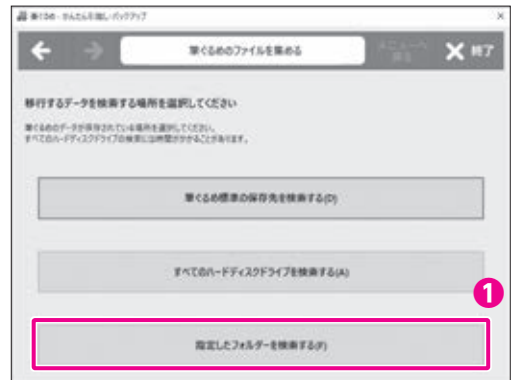 筆ぐるめ - かんたん引越し・バックアップ
筆ぐるめのファイルを集める
メニューへ
戻る
終了
移行するデータを検索する場所を選択してください
筆ぐるめのデータが保存されている場所を選択してください。
すべてのハードディスクドライブの検索には時間がかかることがあります。
筆ぐるめ標準の保存先を検索する(D)
すべてのハードディスクドライブを検索する(A)
1
指定したフォルダーを検索する(F)